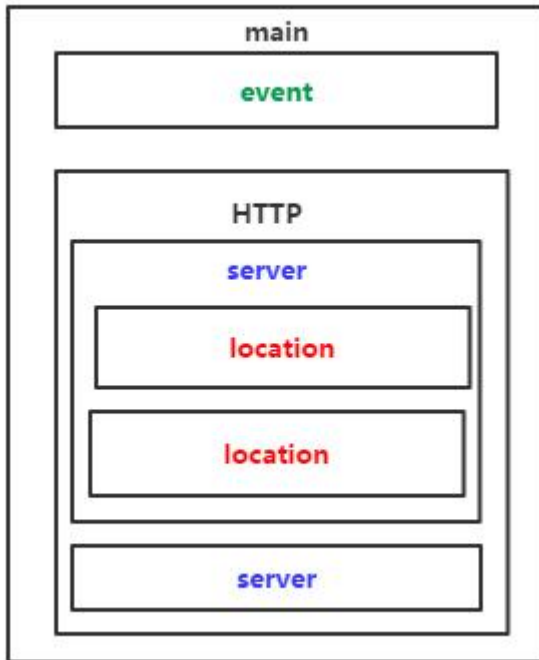 main
event
HTTP
server
location
location
server